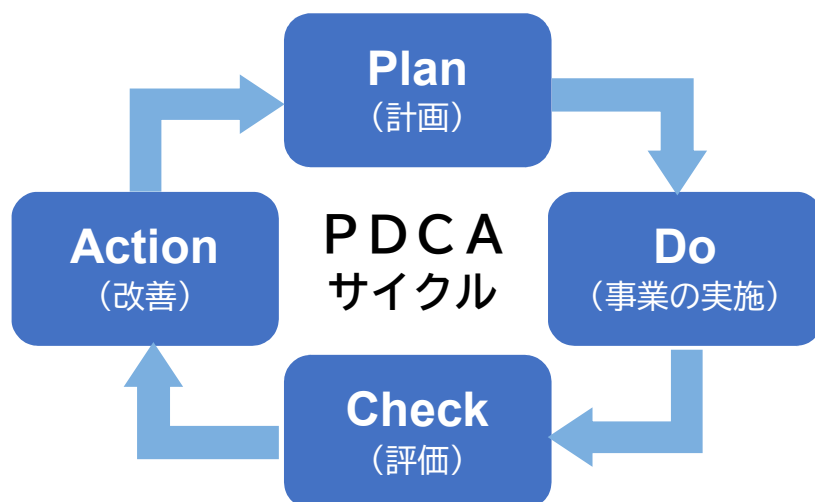 Plan
（計画）
Action
（改善）
ＰＤＣＡ
サイクル
Do
（事業の実施）
Check
（評価）